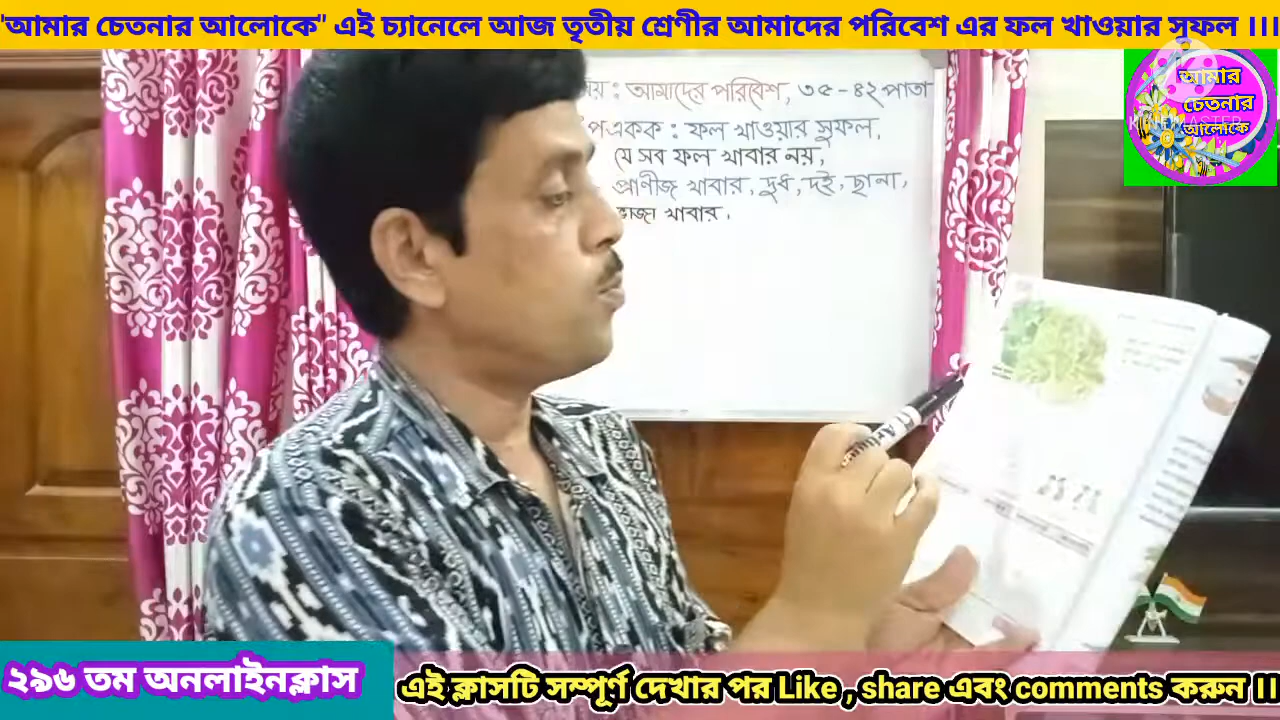 "আমার চেতনার আলোকে" এই চ্যানেলে আজ তৃতীয় শ্রেণীর আমাদের পরিবেশ এর ফল খাওয়ার সুফল ।।।
আমার
চেতনার
আলোকে
: আমাদের পরিবেশ, ৩৫-৪২ পাতা
একক : ফল খাওয়ার সুফল,
যে সব ফল খাবার নয়,
প্রাণীজ খাবার, দুধ, দই, ছানা,
ভাজা খাবার.
২৯৬ তম অনলাইনক্লাস
এই ক্লাসটি সম্পূর্ণ দেখার পর Like , share এবং comments করুন ।।